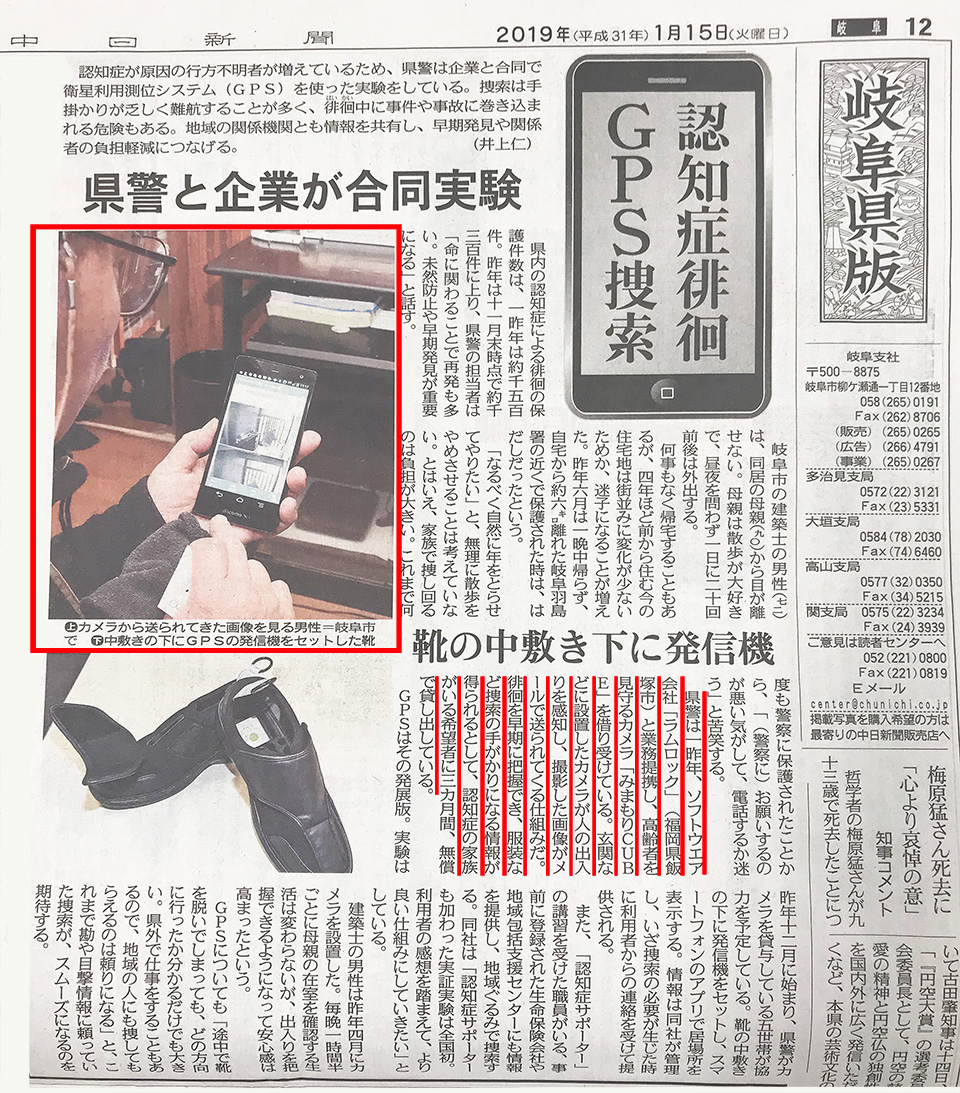 中日新聞
2019年(平成31年)1月15日(火曜日)
岐阜
12
認知症が原因の行方不明者が増えているため、県警は企業と合同で
衛星利用測位システム(GPS)を使った実験をしている。捜索は手
掛かりが乏しく難航することが多く、徘徊中に事件や事故に巻き込ま
れる危険もある。地域の関係機関とも情報を共有し、早期発見や関係
者の負担軽減につなげる。(井上仁)
認知症徘徊
GPS捜索
県警と企業が合同実験
県内の認知症による徘徊の保
護件数は、一昨年は約千五百
件。昨年は十一月末時点で約千
三百件に上り、県警の担当者は
「命に関わることで再発も多
い。未然防止や早期発見が重要
になる」と話す。
岐阜市の建築士の男性(七三)
は、同居の母親(九〇)から目が離
せない。母親は散歩が大好き
で、昼夜を問わず一日に二十回
前後は外出する。
何事もなく帰宅することもあ
るが、四年ほど前から住む今の
住宅地は街並みに変化が少ない
ためか、迷子になることが増え
た。昨年六月は一晩中帰らず、
自宅から約六㌔離れた岐阜羽島
署の近くで保護された時は、は
だしだったという。
「なるべく自然に年をとらせ
てやりたい」と、無理に散歩を
やめさせることは考えていな
い。とはいえ、家族で捜し回る
のは負担が大きい。これまで何
上カメラから送られてきた画像を見る男性=岐阜市
で 下中敷きの下にGPSの発信機をセットした靴
靴の中敷き下に発信機
度も警察に保護されたことか
ら、「(警察に)お願いするの
が悪い気がして、電話するか迷
う」と苦笑する。
県警は一昨年、ソフトウエア
会社「ラムロック」(福岡県飯
塚市)と業務提携し、高齢者を
見守るカメラ「みまもりCUB
E」を借り受けている。玄関な
どに設置したカメラが人の出入
りを感知し、撮影した画像がメ
ールで送られてくる仕組みだ。
徘徊を早期に把握でき、服装な
ど捜索の手がかりになる情報が
得られるとして、認知症の家族
がいる希望者に三カ月間、無償
で貸し出している。
GPSはその発展版。実験は
昨年十二月に始まり、県警がカ
メラを貸与している五世帯が協
力を予定している。靴の中敷き
の下に発信機をセットし、スマ
ートフォンのアプリで居場所を
表示する。情報は同社が管理
し、いざ捜索の必要が生じた時
に利用者からの連絡を受けて提
供される。
また、「認知症サポーター」
の講習を受けた職員がいる、事
前に登録された生命保険会社や
地域包括支援センターにも情報
を提供し、地域ぐるみで捜索す
る。同社は「認知症サポーター
も加わった実証実験は全国初。
利用者の感想を踏まえて、より
良い仕組みにしていきたい」と
している。
建築士の男性は昨年四月にカ
メラを設置した。毎晩一時間半
ごとに母親の在室を確認する生
活は変わらないが、出入りを把
握できるようになって安心感は
高まったという。
GPSについても「途中で靴
を脱いでしまっても、どの方向
に行ったか分かるだけでも大き
い。県外で仕事をすることもあ
るので、地域の人にも捜しても
らえるのは頼りになる」と、こ
れまで勘や目撃情報に頼ってい
た捜索が、スムーズになるのを
期待する。
岐阜県版
岐阜支社
〒500―8875
岐阜市柳ケ瀬通一丁目12番地
058(265)0191
Fax(262)8706
(販売)(265)0265
(広告)(266)4791
(事業)(265)0267
多治見支局
0572(22)3121
Fax(23)5331
大垣支局
0584(78)2030
Fax(74)6460
高山支局
0577(32)0350
Fax(34)5215
関支局 0575(22)3234
Fax(24)3939
ご意見は読者センターへ
052(221)0800
Fax(221)0819
Eメール
center@chunichi.co.jp
掲載写真を購入希望の方は
最寄りの中日新聞販売店へ
梅原猛さん死去に
「心より哀悼の意」
知事コメント
哲学者の梅原猛さんが九
十三歳で死去したことにつ
いて古田肇知事は十四日、
「『円空大賞』の選考委員
会委員長として、円空の
愛の精神と円空仏の独創性
を国内外に広く発信いただ
くなど、本県の芸術文化の